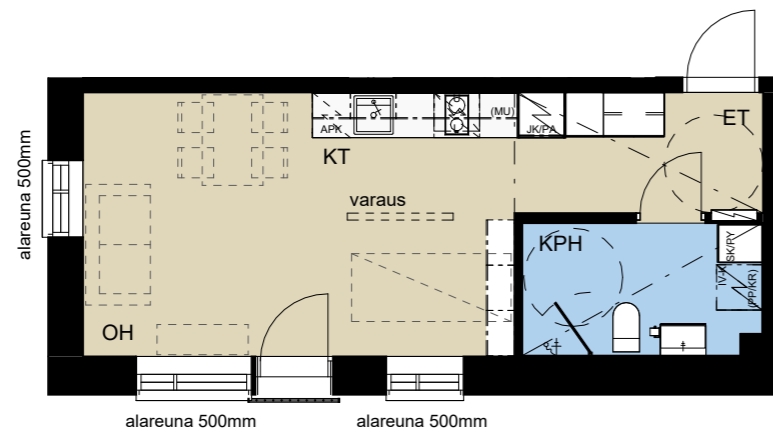 ET
(MU)
APK
JK/PA
KT
varaus
KPH
SK/PY
IV-K
(PP/KR)
OH
alareuna 500mm
alareuna 500mm
alareuna 500mm